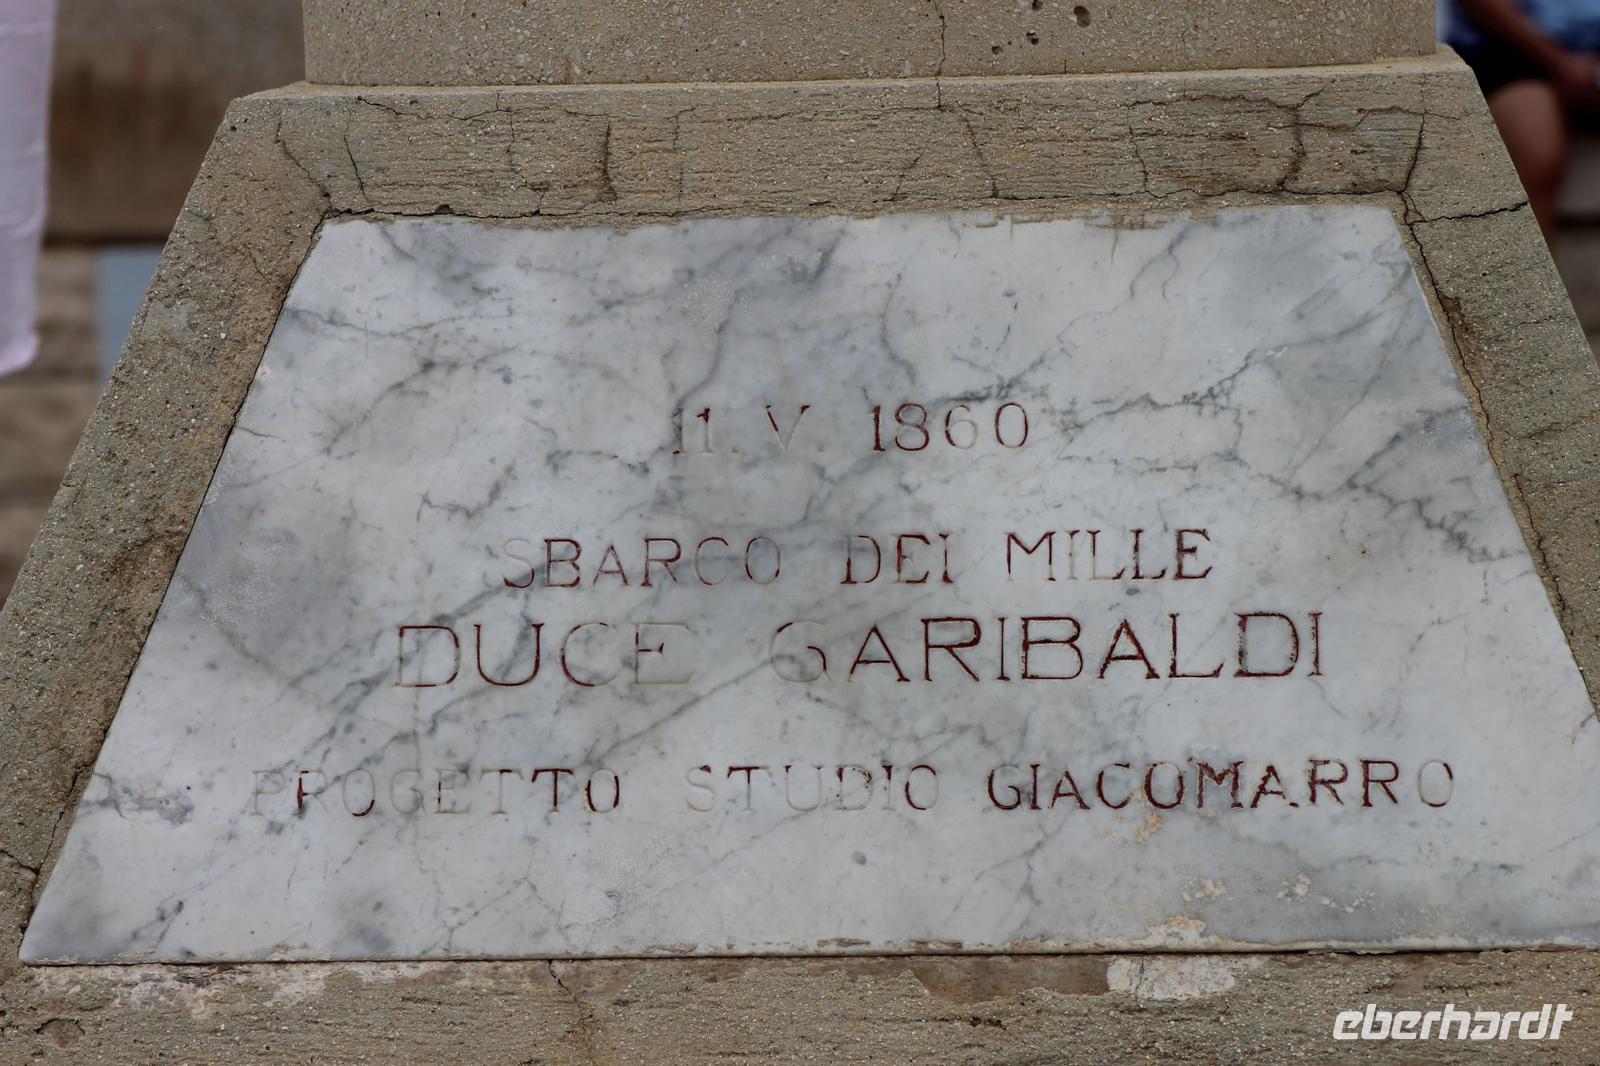 11. V. 1860
SBARCO DEI MILLE
DUCE GARIBALDI
PROGETTO STUDIO GIACOMARRO
eberhardt